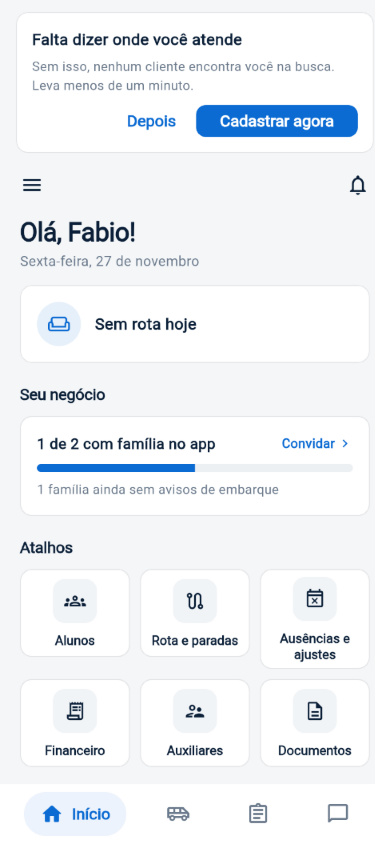 Falta dizer onde você atende
Sem isso, nenhum cliente encontra você na busca.
Leva menos de um minuto.
Depois
Cadastrar agora
Olá, Fabio!
Sexta-feira, 27 de novembro
Sem rota hoje
Seu negócio
1 de 2 com família no app
Convidar
1 família ainda sem avisos de embarque
Atalhos
Alunos
Rota e paradas
Ausências e
ajustes
Financeiro
Auxiliares
Documentos
Início